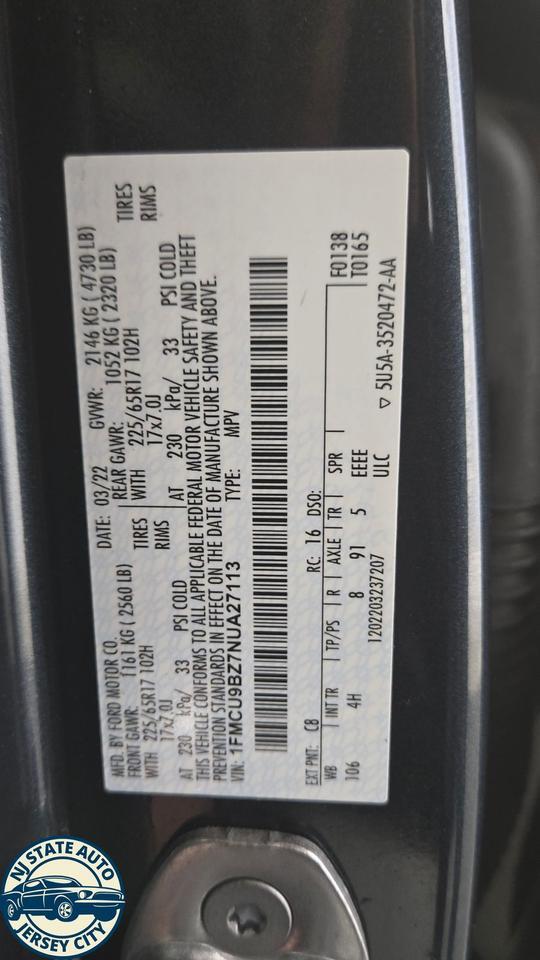 MFD. BY FORD MOTOR CO.
DATE: 03/22 GVWR: 2146 KG ( 4730 LB)
FRONT GAWR: 1161 KG ( 2560 LB) REAR GAWR: 1052 KG ( 2320 LB)
WITH 225/65R17 102H TIRES WITH 225/65R17 102H TIRES
17x7.0J RIMS 17x7.0J RIMS
AT 230 kPa/ 33 PSI COLD AT 230 kPa/ 33 PSI COLD
THIS VEHICLE CONFORMS TO ALL APPLICABLE FEDERAL MOTOR VEHICLE SAFETY AND THEFT
PREVENTION STANDARDS IN EFFECT ON THE DATE OF MANUFACTURE SHOWN ABOVE.
VIN: 1FMCU9BZ7NUA27113 TYPE: MPV
EXT PNT: C8 RC: 16 DSO: F0138
T0165
WB INT TR TP/PS R AXLE TR SPR
106 4H 8 91 5 EEEE
1202203237207 ULC ▽ 5U5A-3520472-AA
NJ STATE AUTO
JERSEY CITY